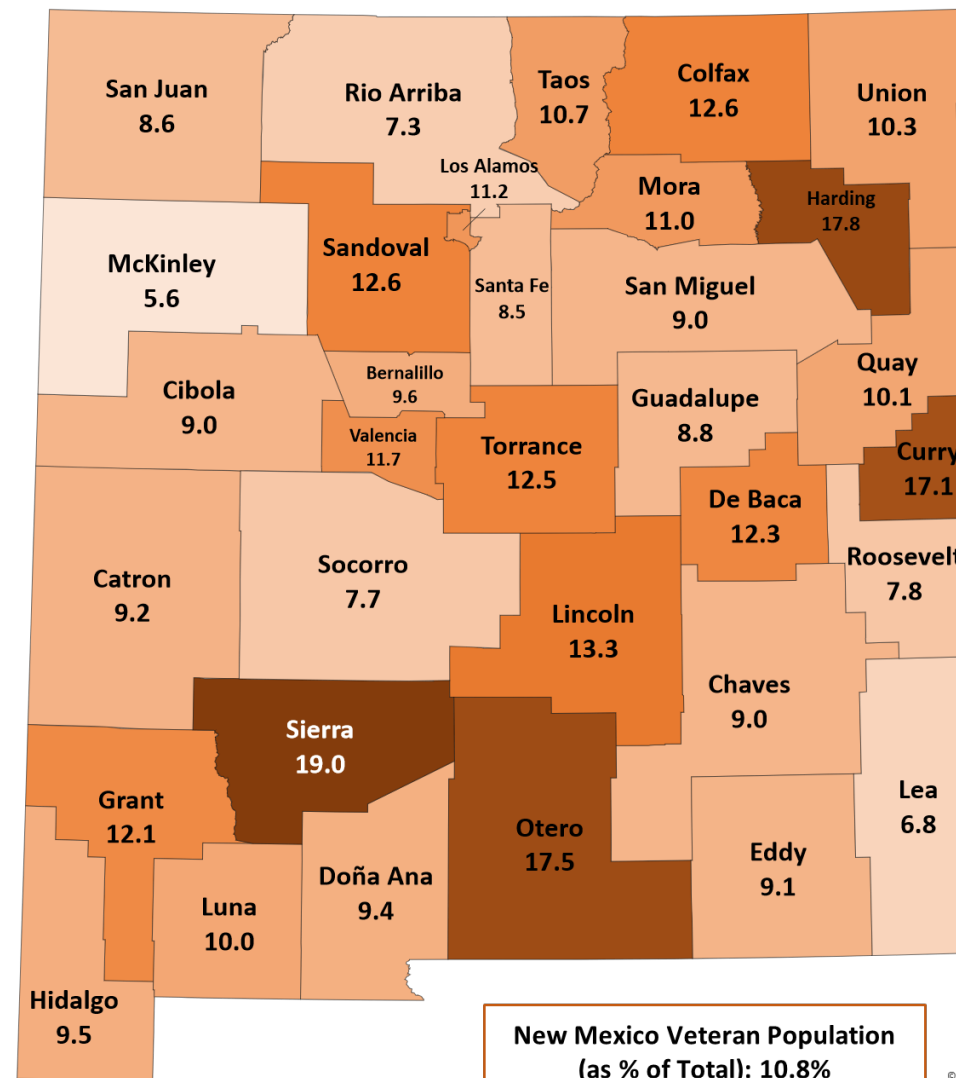 San Juan
8.6
Rio Arriba
7.3
Taos
10.7
Colfax
12.6
Union
10.3
Los Alamos
11.2
Mora
11.0
Harding
17.8
McKinley
5.6
Sandoval
12.6
Santa Fe
8.5
San Miguel
9.0
Cibola
9.0
Bernalillo
9.6
Guadalupe
8.8
Quay
10.1
Valencia
11.7
Torrance
12.5
Curry
17.1
De Baca
12.3
Catron
9.2
Socorro
7.7
Lincoln
13.3
Roosevelt
7.8
Chaves
9.0
Sierra
19.0
Grant
12.1
Otero
17.5
Lea
6.8
Eddy
9.1
Doña Ana
9.4
Luna
10.0
Hidalgo
9.5
New Mexico Veteran Population
(as % of Total): 10.8%
©